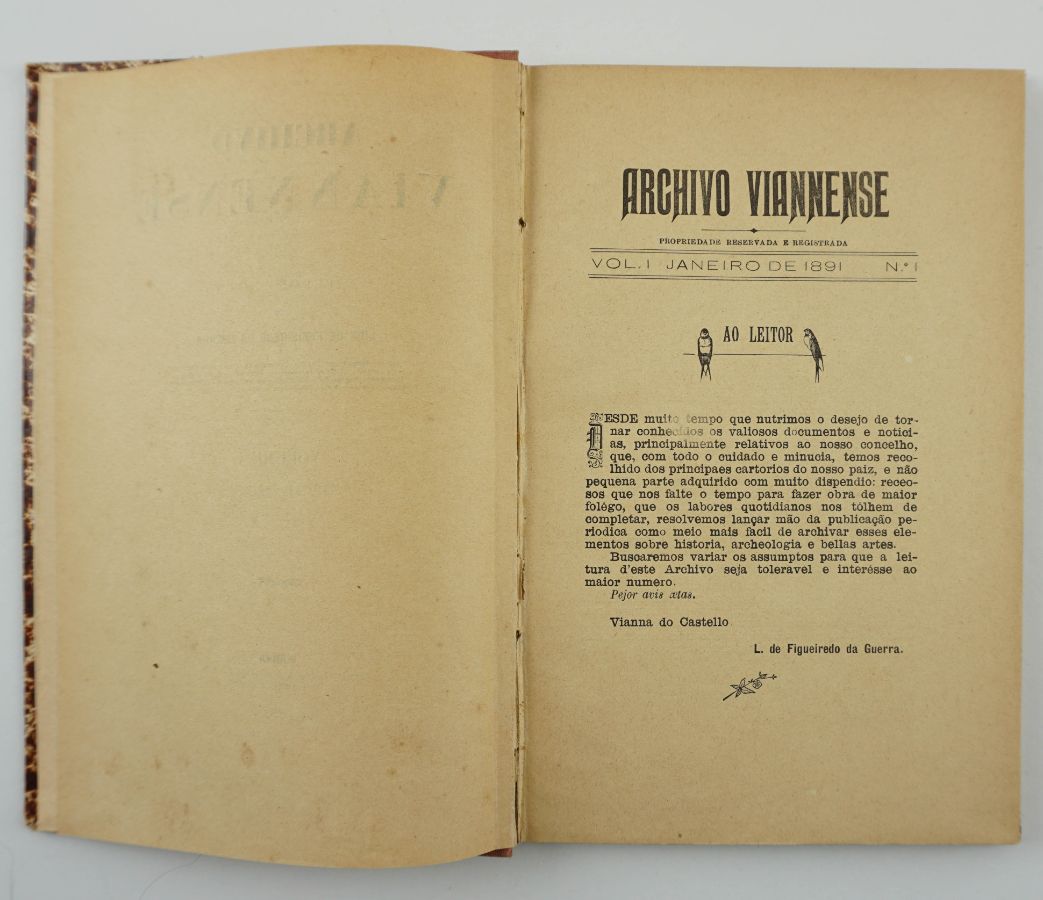 ARCHIVO VIANNENSE
PROPRIEDADE RESERVADA E REGISTRADA
VOL. I JANEIRO DE 1891 N.º 1
AO LEITOR
DESDE muito tempo que nutrimos o desejo de tor-
nar conhecidos os valiosos documentos e notici-
as, principalmente relativos ao nosso concelho,
que, com todo o cuidado e minucia, temos reco-
lhido dos principaes cartorios do nosso paiz, e não
pequena parte adquirido com muito dispendio: receo-
sos que nos falte o tempo para fazer obra de maior
folêgo, que os labores quotidianos nos tólhem de
completar, resolvemos lançar mão da publicação pe-
riodica como meio mais facil de archivar esses ele-
mentos sobre historia, archeologia e bellas artes.
Buscaremos variar os assumptos para que a lei-
tura d'este Archivo seja toleravel e interésse ao
maior numero.
Pejor avis ætas.
Vianna do Castello
L. de Figueiredo da Guerra.